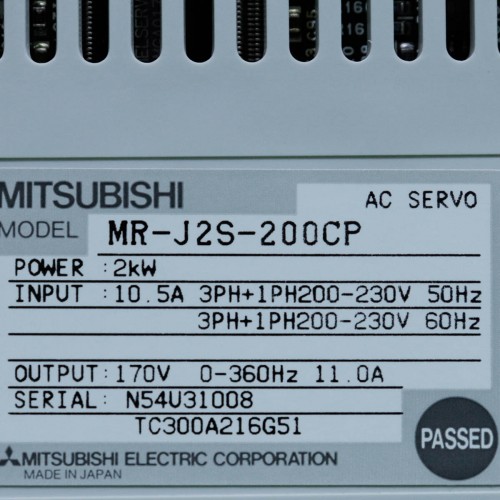 MITSUBISHI
AC SERVO
MODEL MR-J2S-200CP
POWER :2kW
INPUT :10.5A 3PH+1PH200-230V 50Hz
3PH+1PH200-230V 60Hz
OUTPUT:170V 0-360Hz 11.0A
SERIAL: N54U31008
TC300A216G51
PASSED
MITSUBISHI ELECTRIC CORPORATION
MADE IN JAPAN